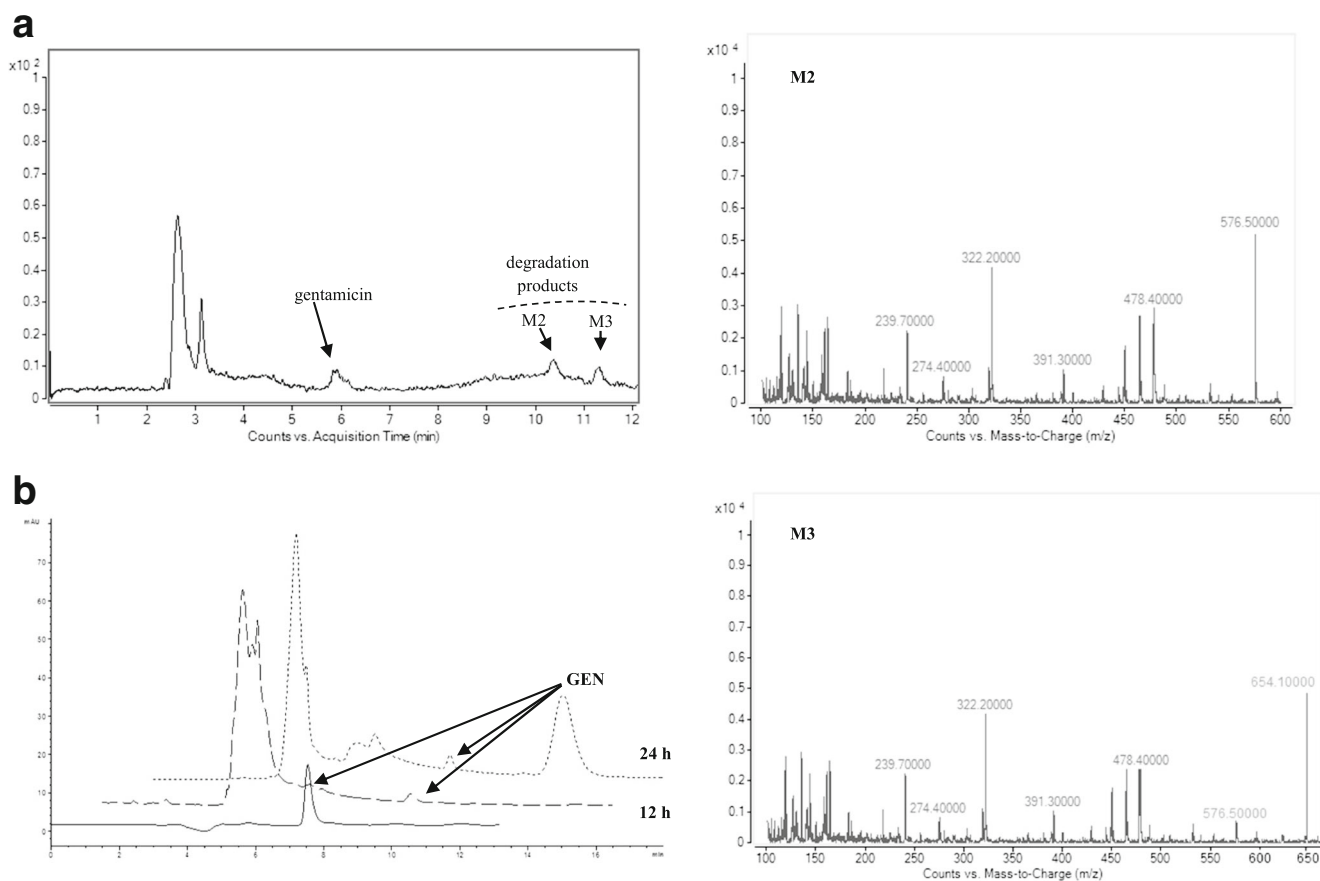 a
x10 2
1
0.9
0.8
0.7
0.6
0.5
0.4
0.3
0.2
0.1
0
gentamicin
degradation
products
M2 M3
1 2 3 4 5 6 7 8 9 10 11 12
Counts vs. Acquisition Time (min)
x10 4
M2
1
0.9
0.8
0.7
0.6
0.5
0.4
0.3
0.2
0.1
0
576.50000
322.20000
478.40000
239.70000
391.30000
274.40000
100 150 200 250 300 350 400 450 500 550 600
Counts vs. Mass-to-Charge (m/z)
b
mAU
70
60
50
40
30
20
10
0
GEN
24 h
12 h
0 2 4 6 8 10 12 14 16 min
x10 4
M3
1
0.9
0.8
0.7
0.6
0.5
0.4
0.3
0.2
0.1
0
654.10000
322.20000
239.70000
478.40000
274.40000
391.30000
576.50000
100 150 200 250 300 350 400 450 500 550 600 650
Counts vs. Mass-to-Charge (m/z)